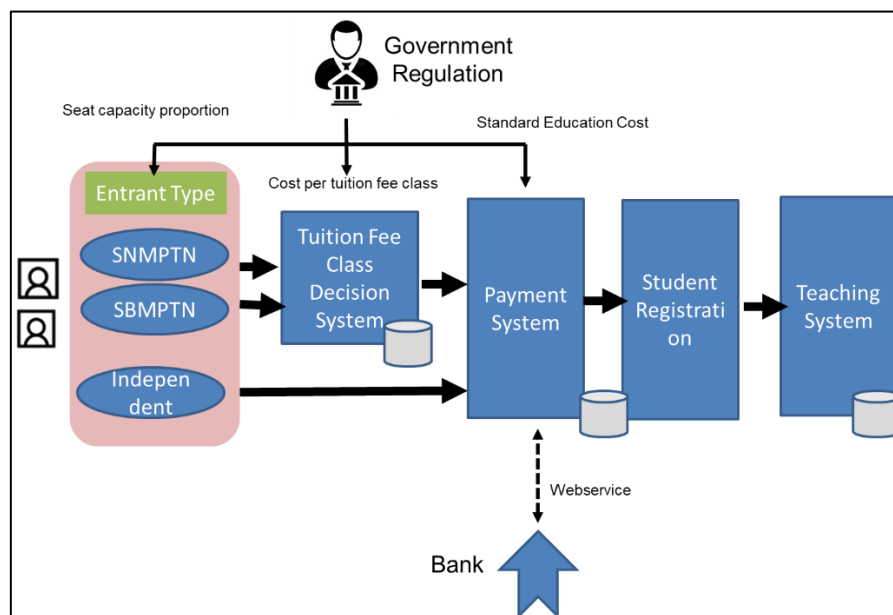 Government
Regulation
Seat capacity proportion
Standard Education Cost
Cost per tuition fee class
Entrant Type
SNMPTN
SBMPTN
Indepen
dent
Tuition Fee
Class
Decision
System
Payment
System
Student
Registrati
on
Teaching
System
Webservice
Bank